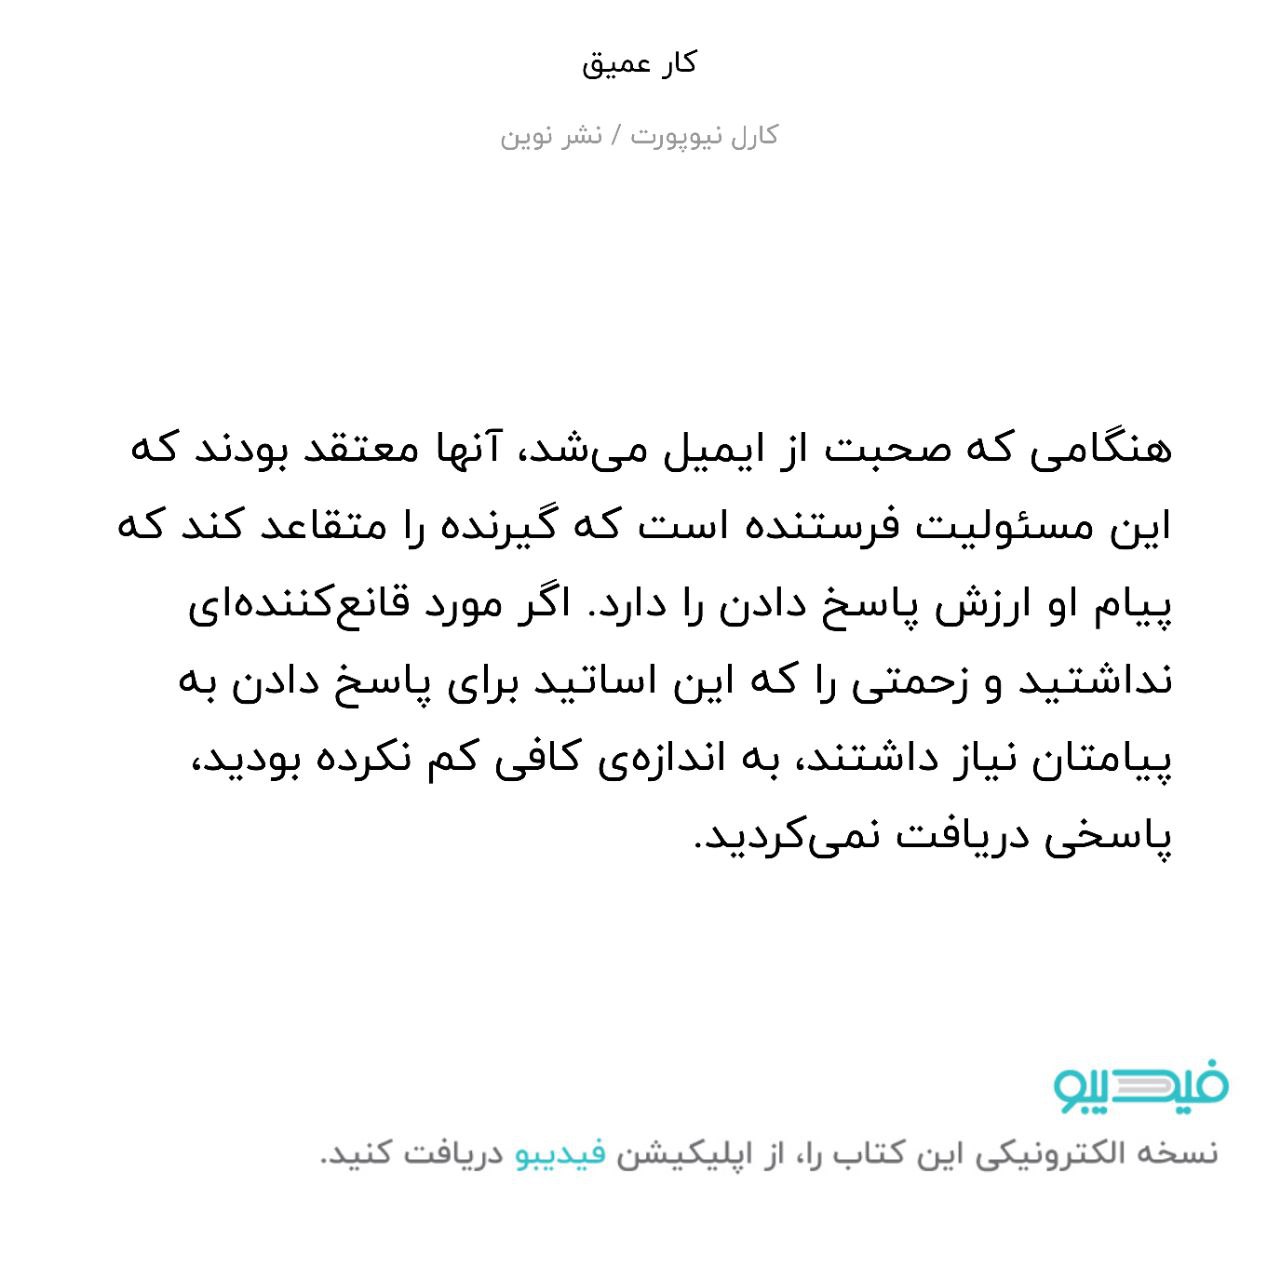 کار عمیق
کارل نیوپورت / نشر نوین
هنگامی که صحبت از ایمیل می‌شد، آنها معتقد بودند که
این مسئولیت فرستنده است که گیرنده را متقاعد کند که
پیام او ارزش پاسخ دادن را دارد. اگر مورد قانع‌کننده‌ای
نداشتید و زحمتی را که این اساتید برای پاسخ دادن به
پیامتان نیاز داشتند، به اندازه‌ی کافی کم نکرده بودید،
پاسخی دریافت نمی‌کردید.
فیدیبو
نسخه الکترونیکی این کتاب را، از اپلیکیشن فیدیبو دریافت کنید.